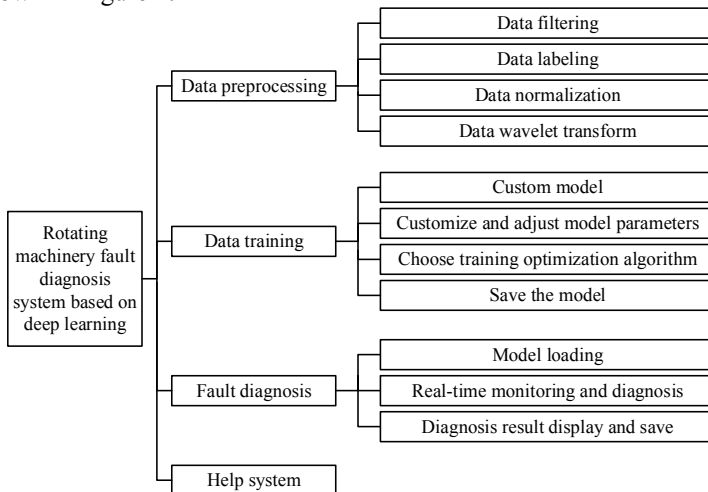 Data filtering
Data labeling
Data preprocessing
Data normalization
Data wavelet transform
Custom model
Rotating
machinery fault
diagnosis
system based on
deep learning
Data training
Customize and adjust model parameters
Choose training optimization algorithm
Save the model
Model loading
Fault diagnosis
Real-time monitoring and diagnosis
Diagnosis result display and save
Help system